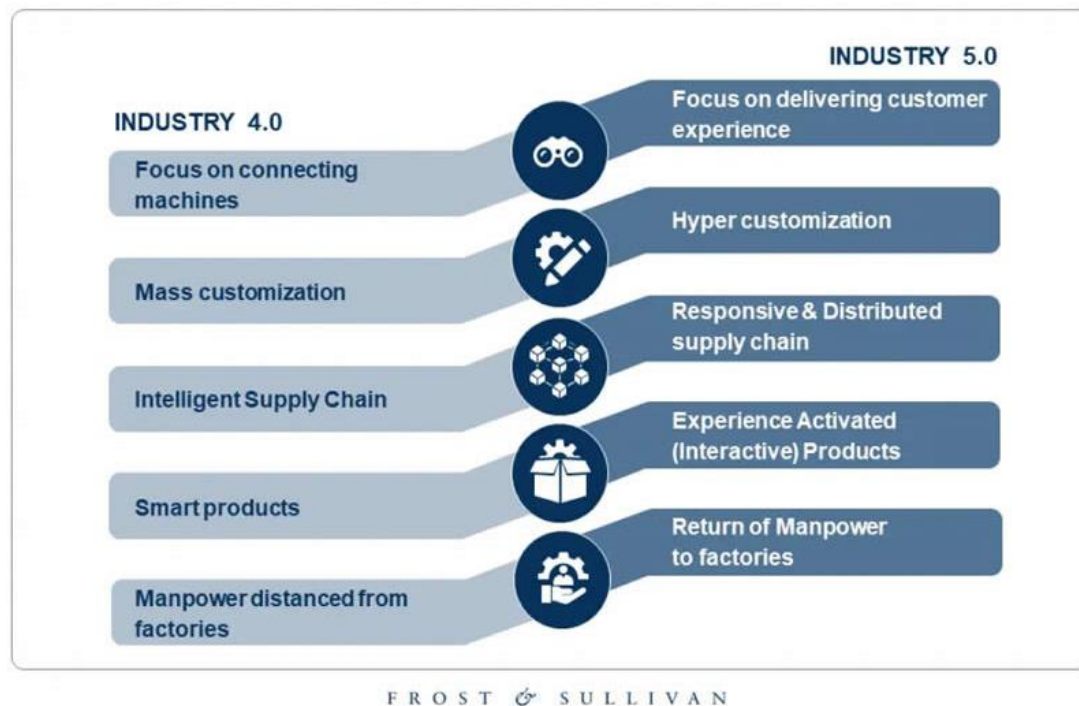 INDUSTRY 5.0
INDUSTRY 4.0
Focus on delivering customer
experience
Focus on connecting
machines
Hyper customization
Mass customization
Responsive & Distributed
supply chain
Intelligent Supply Chain
Experience Activated
(Interactive) Products
Smart products
Return of Manpower
to factories
Manpower distanced from
factories
FROST & SULLIVAN